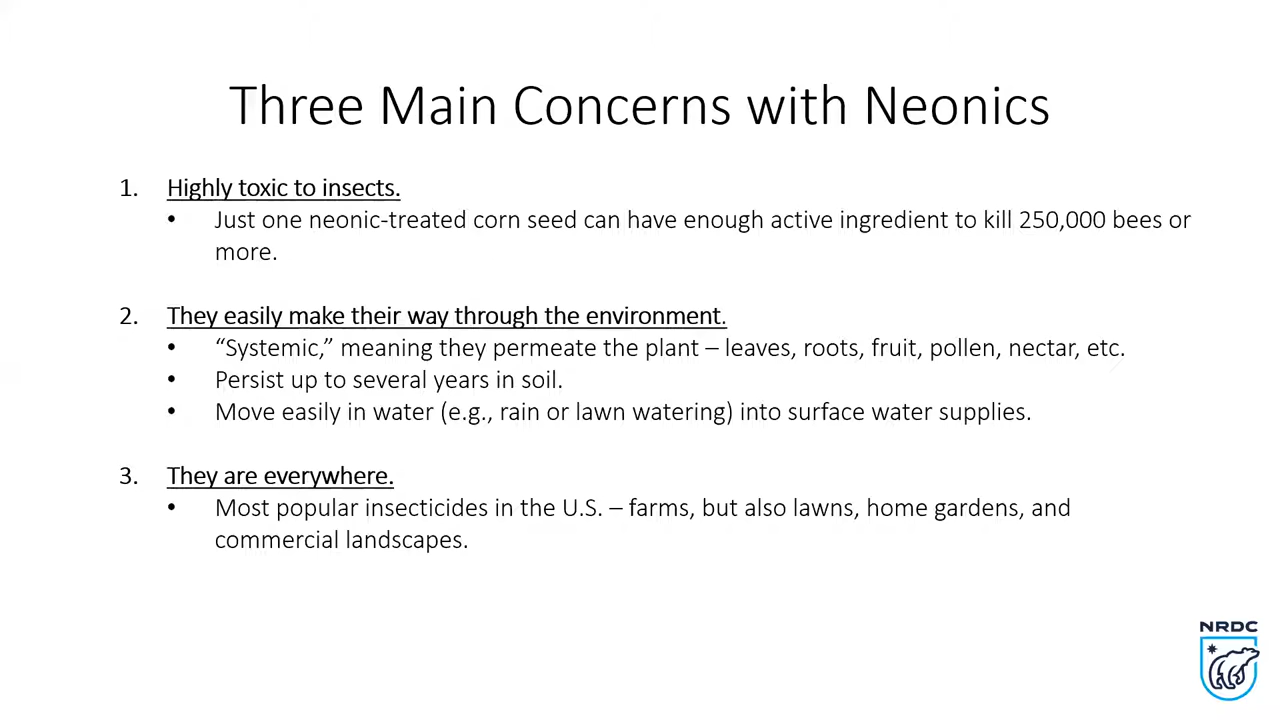 Three Main Concerns with Neonics
1. Highly toxic to insects.
• Just one neonic-treated corn seed can have enough active ingredient to kill 250,000 bees or
more.
2. They easily make their way through the environment.
• “Systemic,” meaning they permeate the plant – leaves, roots, fruit, pollen, nectar, etc.
• Persist up to several years in soil.
• Move easily in water (e.g., rain or lawn watering) into surface water supplies.
3. They are everywhere.
• Most popular insecticides in the U.S. – farms, but also lawns, home gardens, and
commercial landscapes.
NRDC